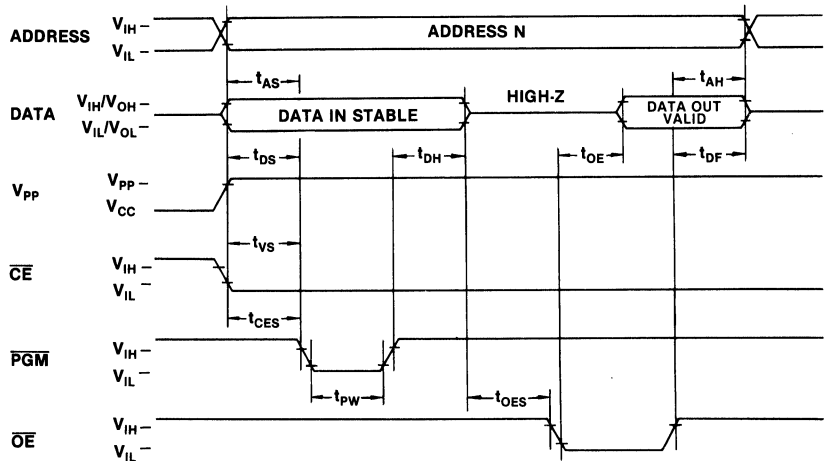 ADDRESS
VIH
VIL
ADDRESS N
tAS
tAH
DATA
VIH/VOH
VIL/VOL
DATA IN STABLE
HIGH-Z
DATA OUT
VALID
tDS
tDH
tOE
tDF
VPP
VPP
VCC
tVS
CE
VIH
VIL
tCES
PGM
VIH
VIL
tPW
tOES
OE
VIH
VIL